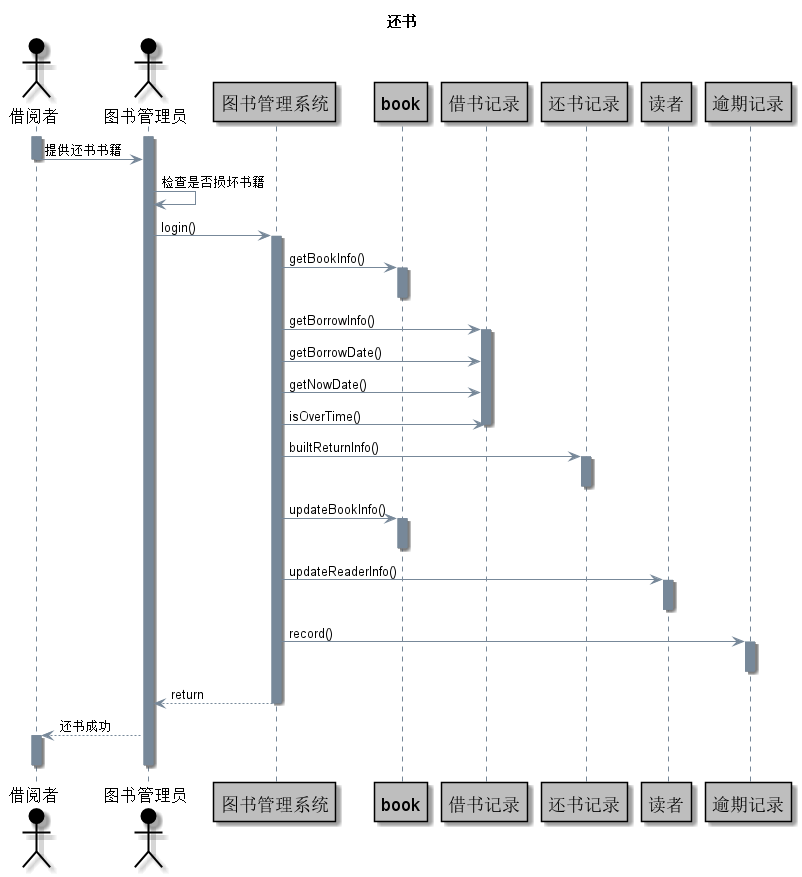 还书
借阅者 图书管理员 图书管理系统 book 借书记录 还书记录 读者 逾期记录
提供还书书籍
检查是否损坏书籍
login()
getBookInfo()
getBorrowInfo()
getBorrowDate()
getNowDate()
isOverTime()
builtReturnInfo()
updateBookInfo()
updateReaderInfo()
record()
return
还书成功
借阅者 图书管理员 图书管理系统 book 借书记录 还书记录 读者 逾期记录